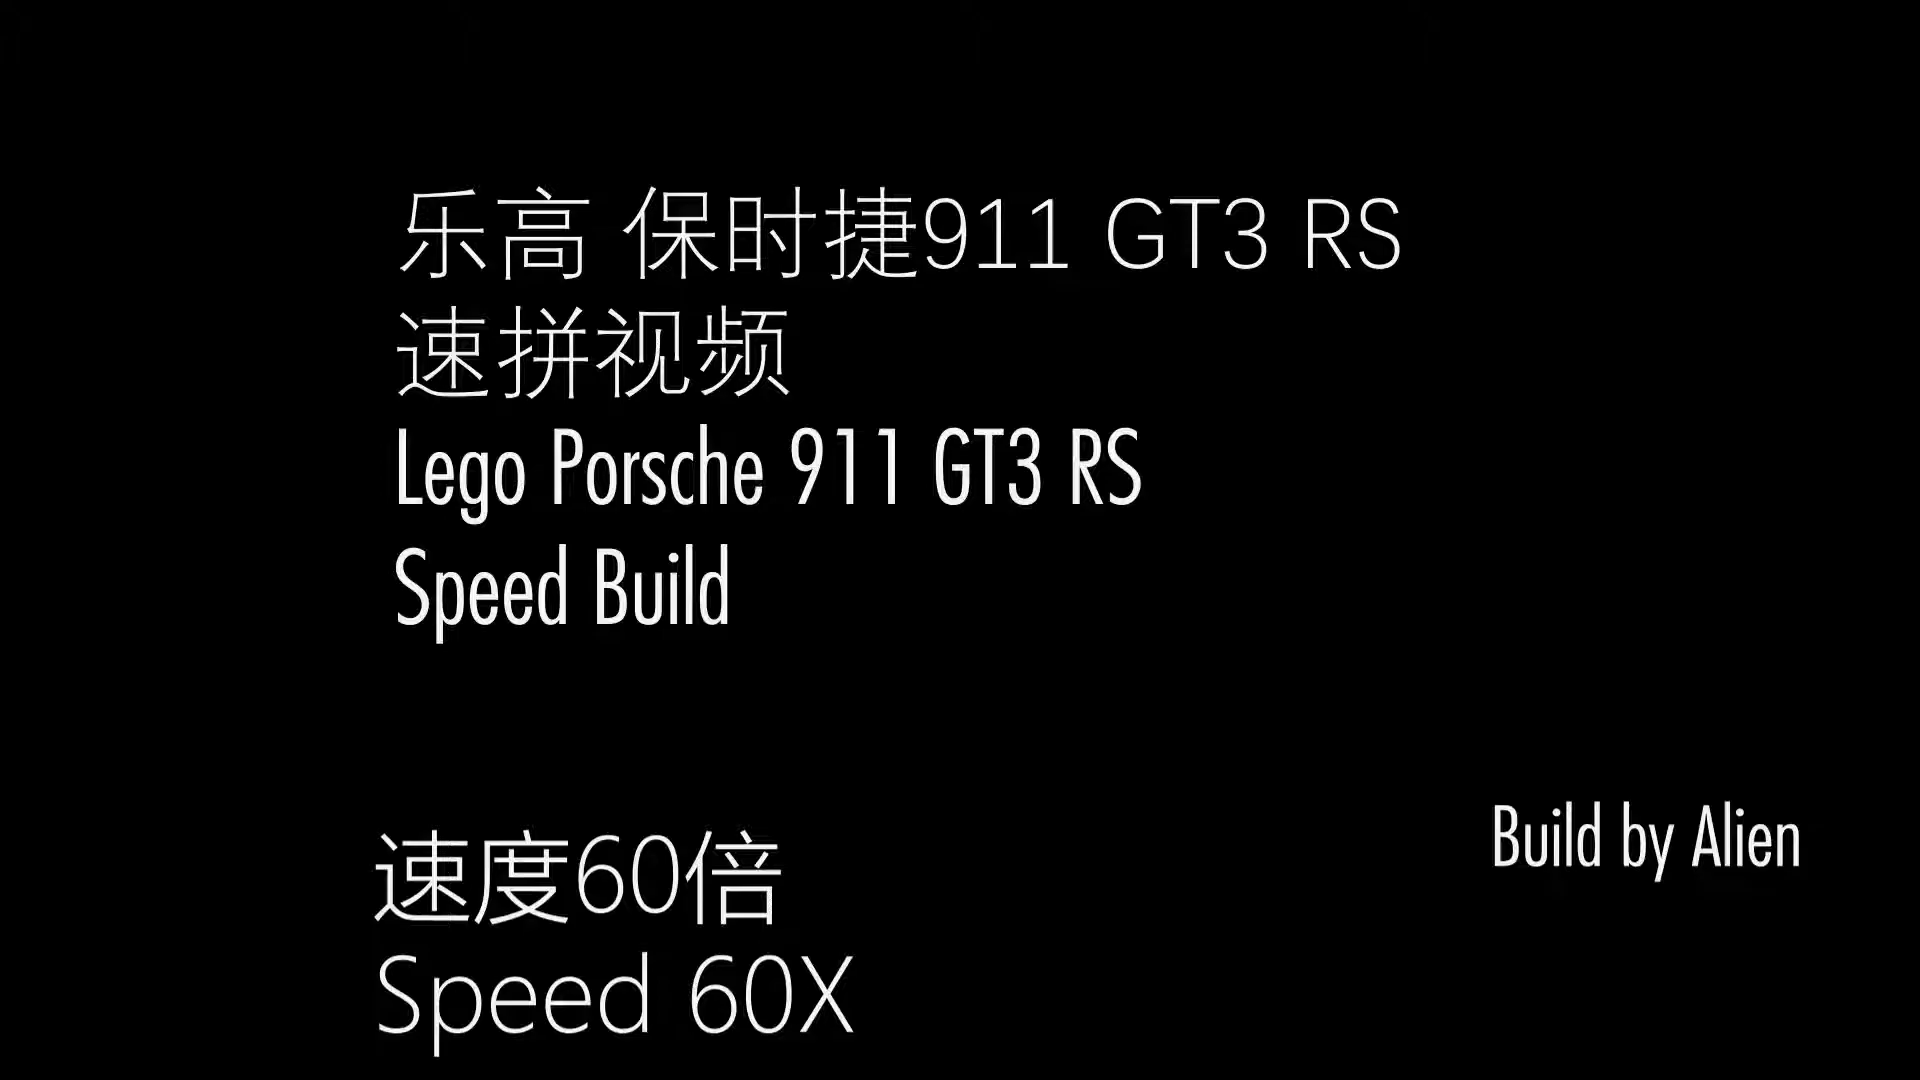 乐高 保时捷911 GT3 RS
速拼视频
Lego Porsche 911 GT3 RS
Speed Build
Build by Alien
速度60倍
Speed 60X